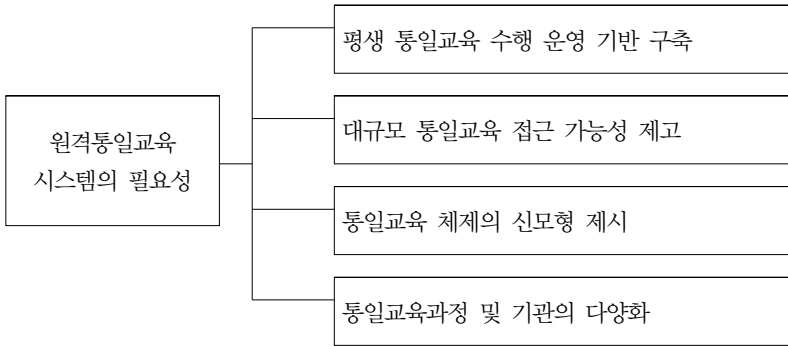 원격통일교육
시스템의 필요성
평생 통일교육 수행 운영 기반 구축
대규모 통일교육 접근 가능성 제고
통일교육 체제의 신모형 제시
통일교육과정 및 기관의 다양화